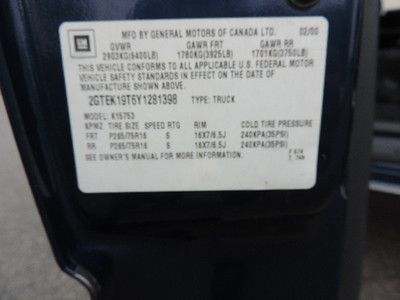 GM
MFD BY GENERAL MOTORS OF CANADA LTD. 02/00
GVWR GAWR FRT GAWR RR
2903KG(6400LB) 1780KG(3925LB) 1701KG(3750LB)
THIS VEHICLE CONFORMS TO ALL APPLICABLE U.S. FEDERAL MOTOR
VEHICLE SAFETY STANDARDS IN EFFECT ON THE DATE OF
MANUFACTURE SHOWN ABOVE.
2GTEK19T6Y1281398 TYPE: TRUCK
MODEL: K15753
KPMZ TIRE SIZE SPEED RTG RIM COLD TIRE PRESSURE
FRT P265/75R16 S 16X7/6.5J 240KPA(35PSI)
RR P265/75R16 S 16X7/6.5J 240KPA(35PSI)
SEE OWNER'S MANUAL FOR MORE INFORMATION.